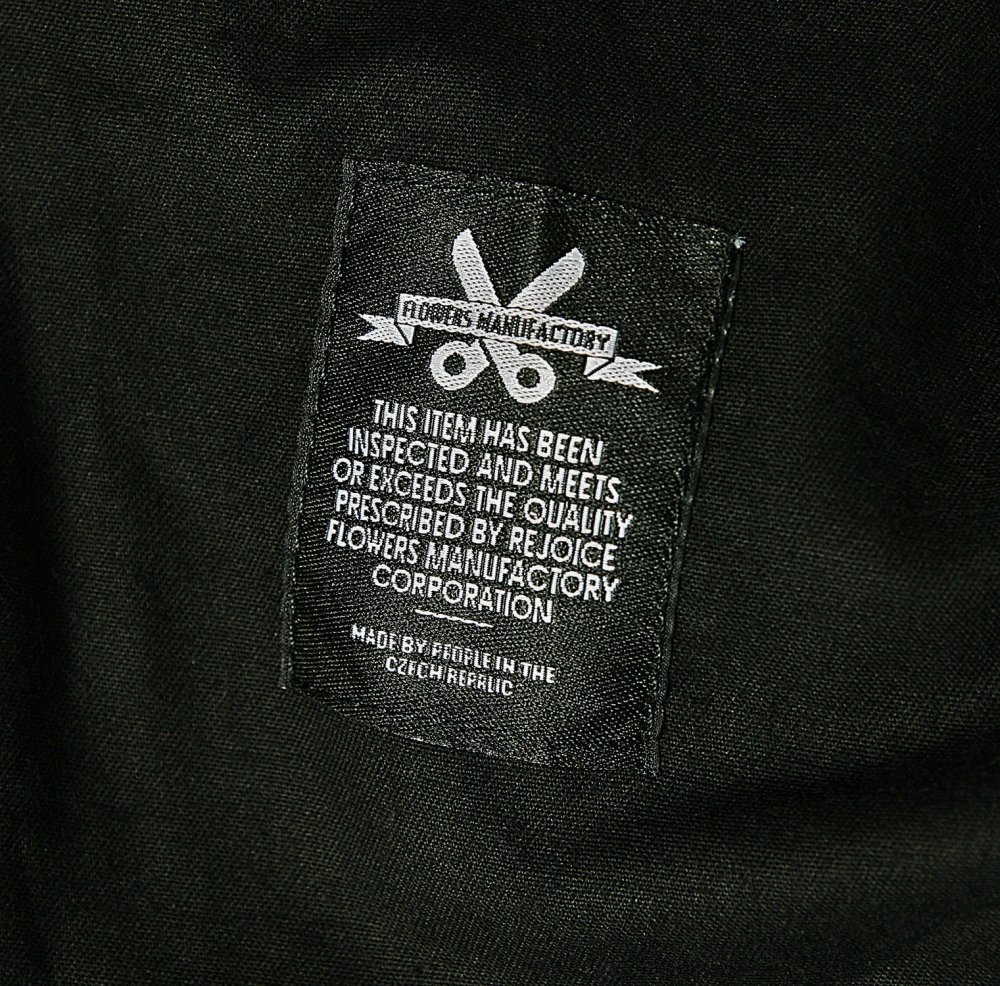 FLOWERS MANUFACTORY
THIS ITEM HAS BEEN
INSPECTED AND MEETS
OR EXCEEDS THE QUALITY
PRESCRIBED BY REJOICE
FLOWERS MANUFACTORY
CORPORATION
MADE BY PEOPLE IN THE
CZECH REPBLIC